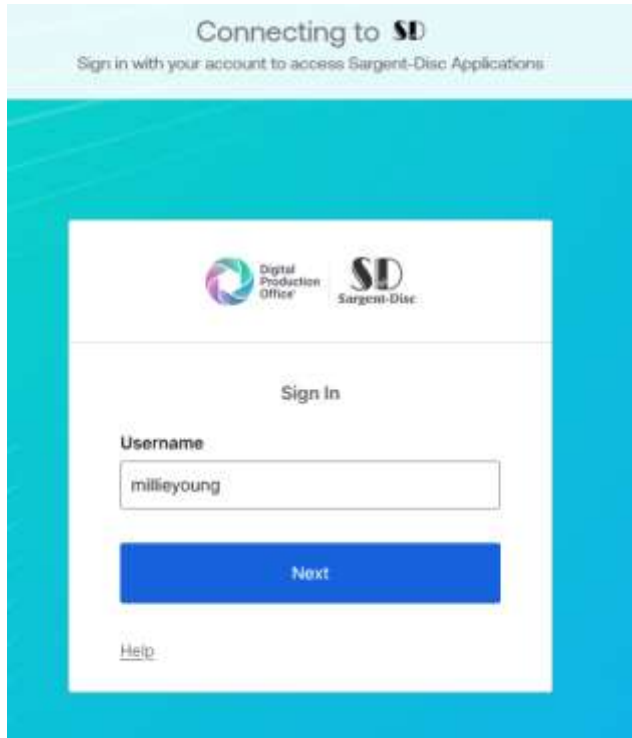 Connecting to SD
Sign in with your account to access Sargent-Disc Applications
Digital
Production
Office®
SD
Sargent-Disc
Sign In
Username
millieyoung
Next
Help